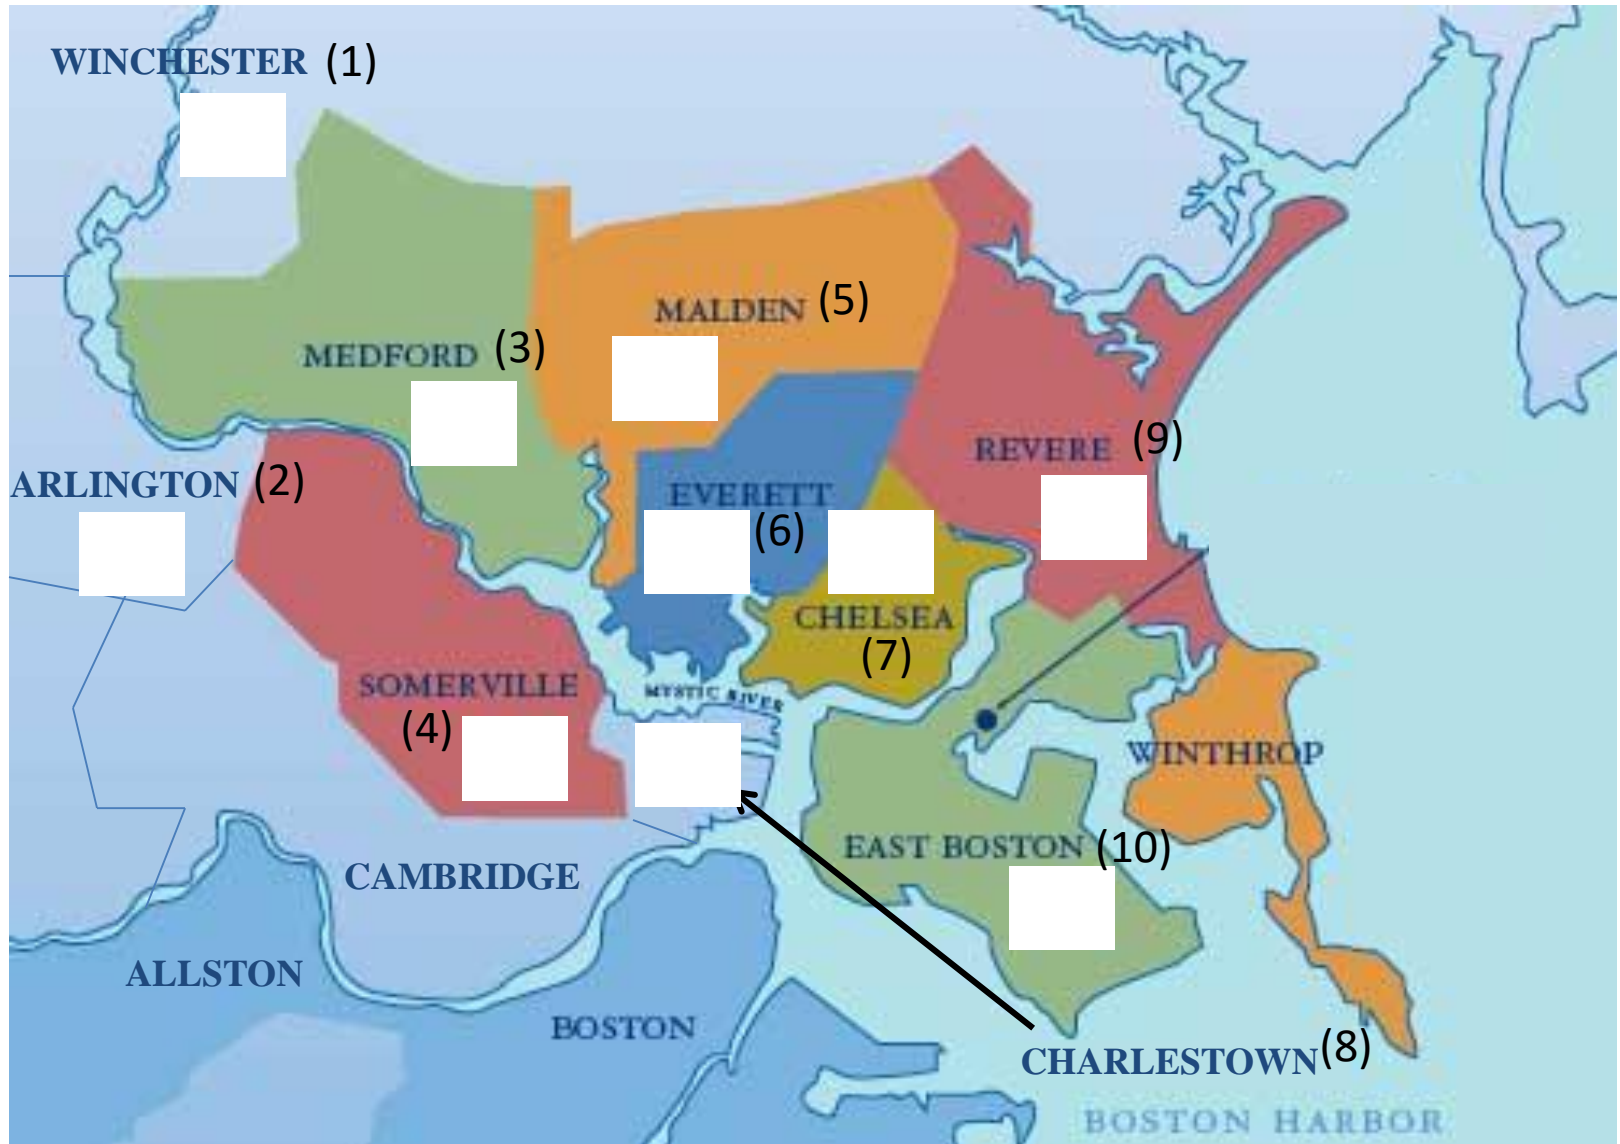 WINCHESTER (1)
MALDEN (5)
MEDFORD (3)
REVERE (9)
ARLINGTON (2)
EVERETT
(6)
CHELSEA
(7)
SOMERVILLE
(4)
MYSTIC RIVER
WINTHROP
EAST BOSTON (10)
CAMBRIDGE
ALLSTON
BOSTON
CHARLESTOWN (8)
BOSTON HARBOR